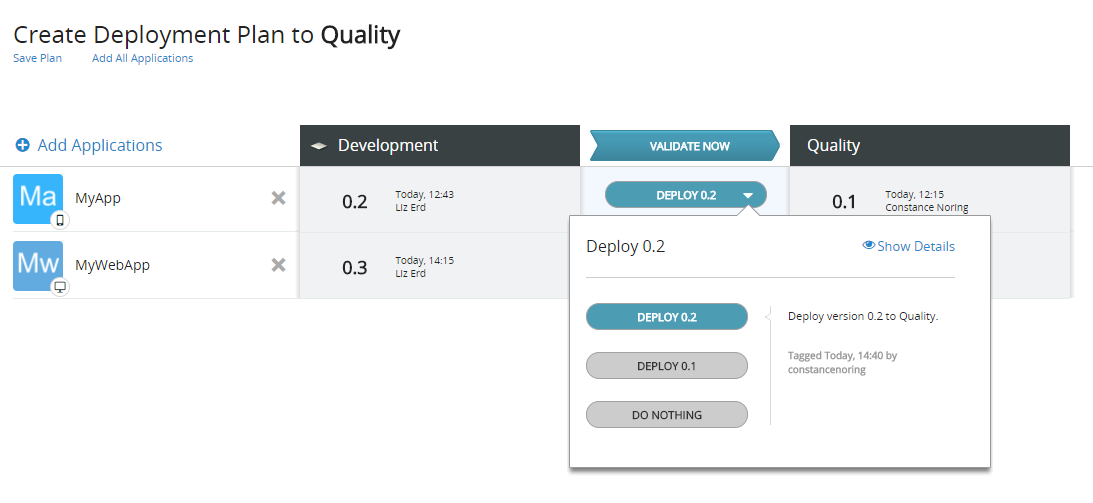 Create Deployment Plan to Quality
Save Plan Add All Applications
Add Applications Development VALIDATE NOW Quality
Ma MyApp 0.2 Today, 12:43 DEPLOY 0.2 0.1 Today, 12:15
Liz Erd Constance Noring
Mw MyWebApp 0.3 Today, 14:15
Liz Erd
Deploy 0.2 Show Details
DEPLOY 0.2 Deploy version 0.2 to Quality.
DEPLOY 0.1 Tagged Today, 14:40 by
constancenoring
DO NOTHING